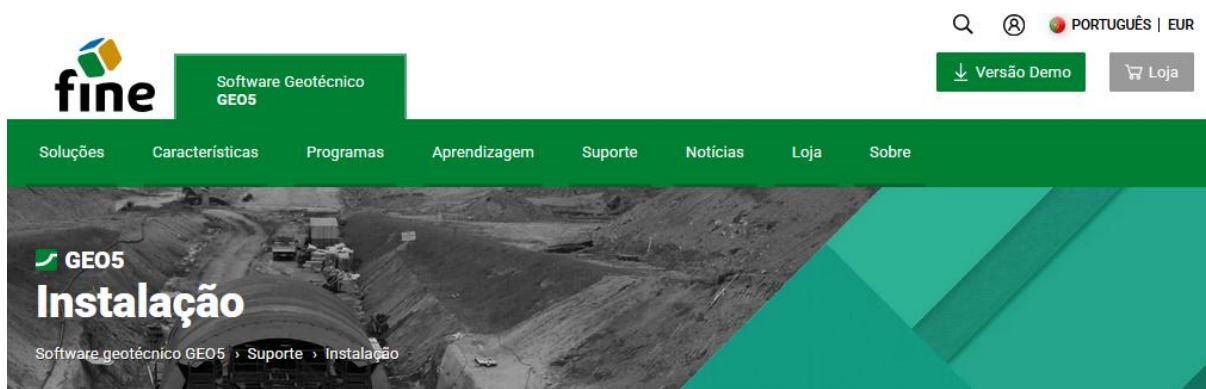 PORTUGUÊS | EUR
fine
Software Geotécnico
GEO5
Versão Demo
Loja
Soluções Características Programas Aprendizagem Suporte Notícias Loja Sobre
GEO5
Instalação
Software geotécnico GEO5 › Suporte › Instalação